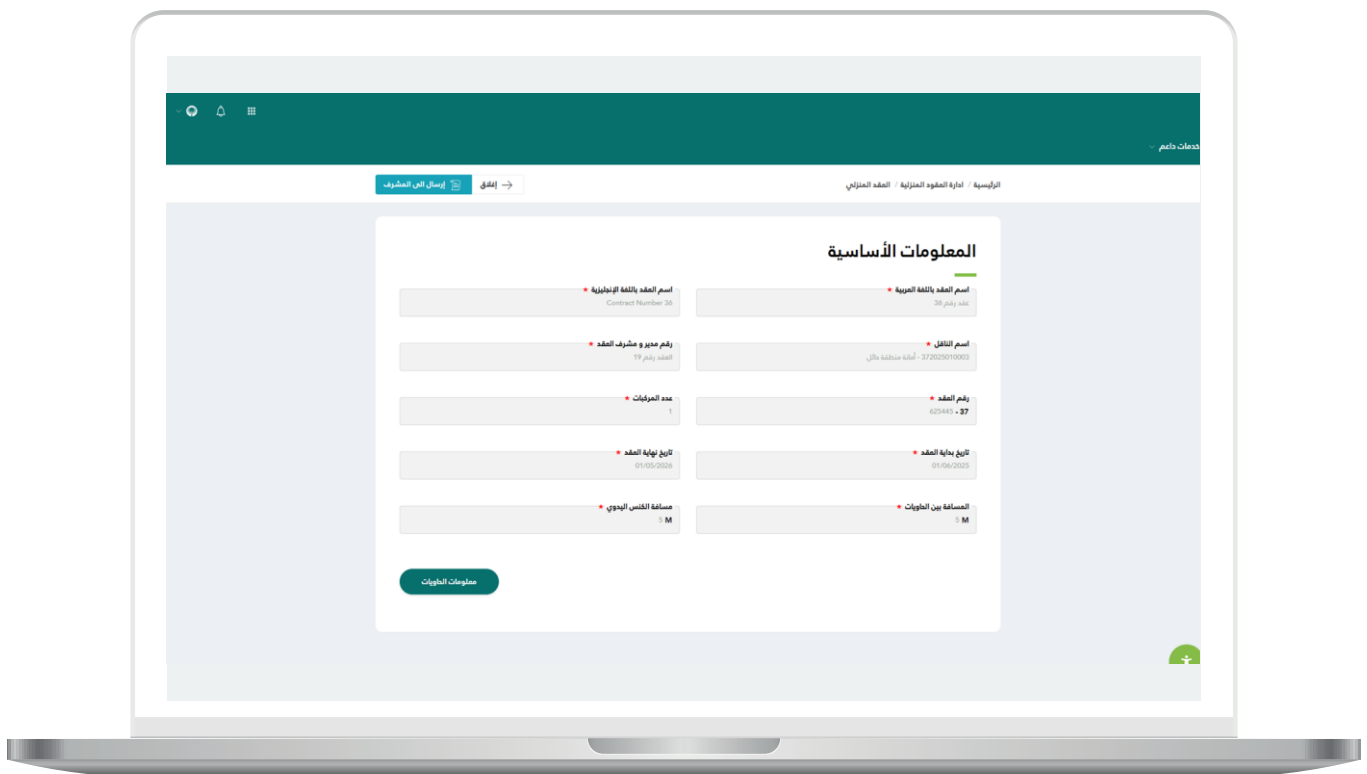 خدمات داعم
الرئيسية / ادارة العقود المنزلية / العقد المنزلي
إغلاق
إرسال الى المشرف
المعلومات الأساسية
اسم العقد باللغة العربية *
عقد رقم 36
اسم العقد باللغة الإنجليزية *
Contract Number 36
اسم الناقل *
372025010003 - أمانة منطقة حائل
رقم مدير و مشرف العقد *
العقد رقم 19
رقم العقد *
37 - 625445
عدد المركبات *
1
تاريخ بداية العقد *
01/06/2025
تاريخ نهاية العقد *
01/05/2026
المسافة بين الحاويات *
5 M
مسافة الكنس اليدوي *
5 M
معلومات الحاويات